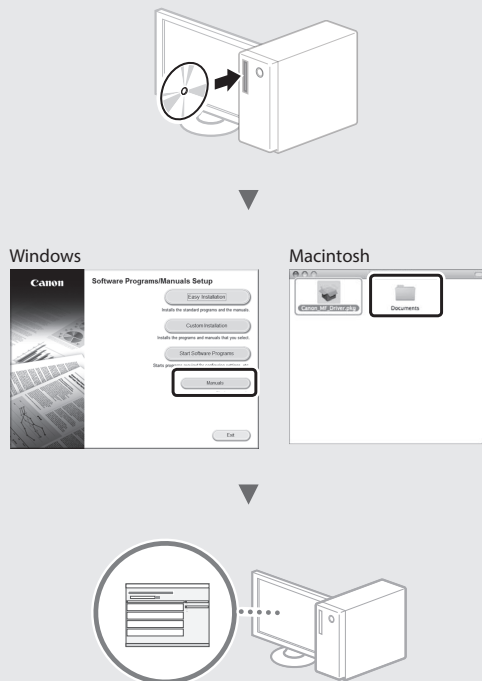 Windows
Canon
Software Programs/Manuals Setup
Easy Installation
Installs the standard programs and the manuals.
Custom Installation
Installs the programs and manuals that you select.
Start Software Programs
Starts
Manuals
Exit
Macintosh
Canon_MF_Driver.pkg
Documents